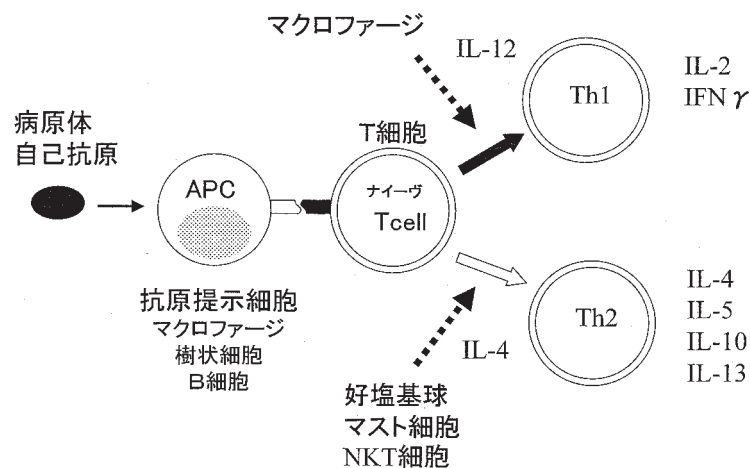 マクロファージ
IL-12
Th1
IL-2
IFN γ
病原体
自己抗原
APC
T細胞
ナイーヴ
Tcell
抗原提示細胞
マクロファージ
樹状細胞
B細胞
IL-4
好塩基球
マスト細胞
NKT細胞
Th2
IL-4
IL-5
IL-10
IL-13